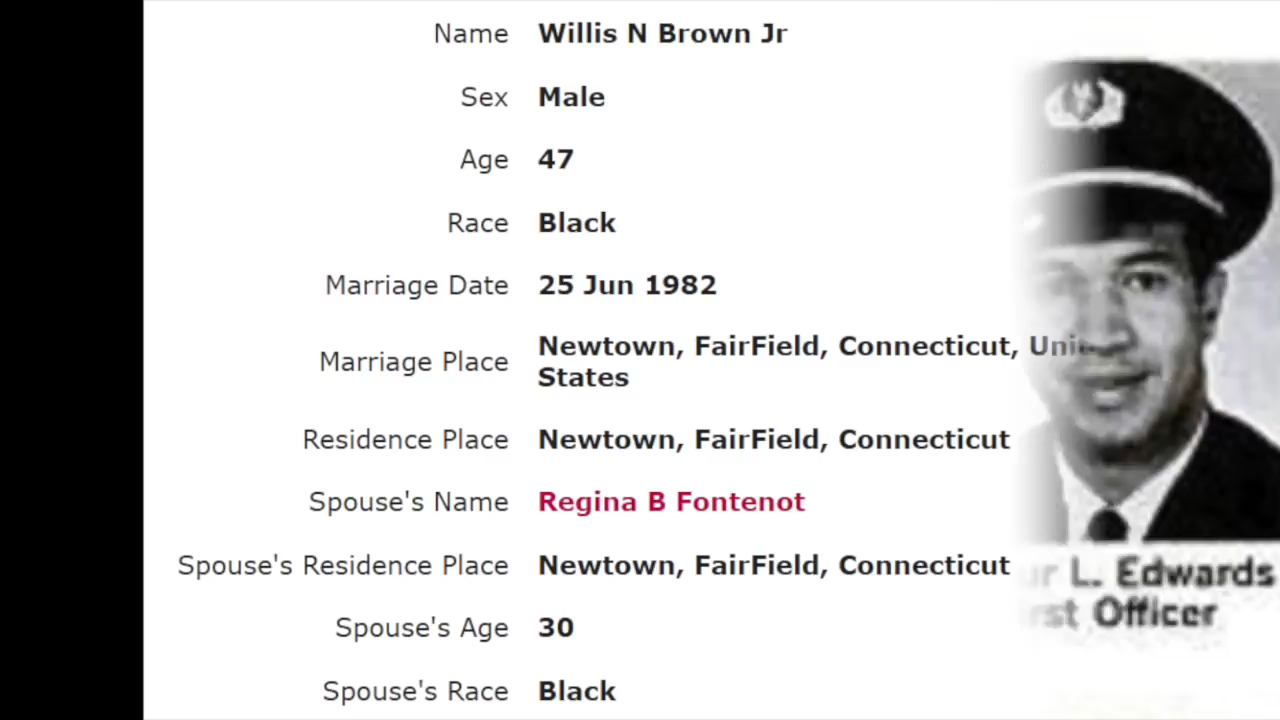 Name Willis N Brown Jr
Sex Male
Age 47
Race Black
Marriage Date 25 Jun 1982
Marriage Place Newtown, FairField, Connecticut,
States
Residence Place Newtown, FairField, Connecticut
Spouse's Name Regina B Fontenot
Spouse's Residence Place Newtown, FairField, Connecticut
Spouse's Age 30
Spouse's Race Black
L. Edwards
Officer